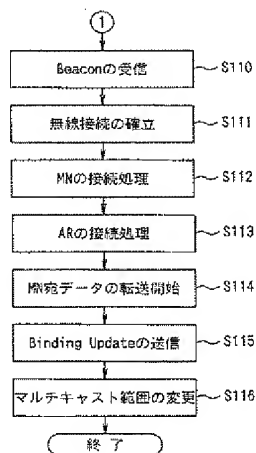 1
Beaconの受信 S110
無線接続の確立 S111
MNの接続処理 S112
ARの接続処理 S113
MN宛データの転送開始 S114
Binding Updateの送信 S115
マルチキャスト範囲の変更 S116
終了